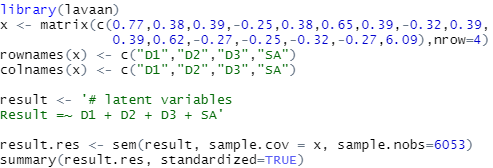 library(lavaan)
x <- matrix(c(0.77,0.38,0.39,-0.25,0.38,0.65,0.39,-0.32,0.39,
0.39,0.62,-0.27,-0.25,-0.32,-0.27,6.09),nrow=4)
rownames(x) <- c("D1","D2","D3","SA")
colnames(x) <- c("D1","D2","D3","SA")
result <- '# latent variables
Result =~ D1 + D2 + D3 + SA'
result.res <- sem(result, sample.cov = x, sample.nobs=6053)
summary(result.res, standardized=TRUE)